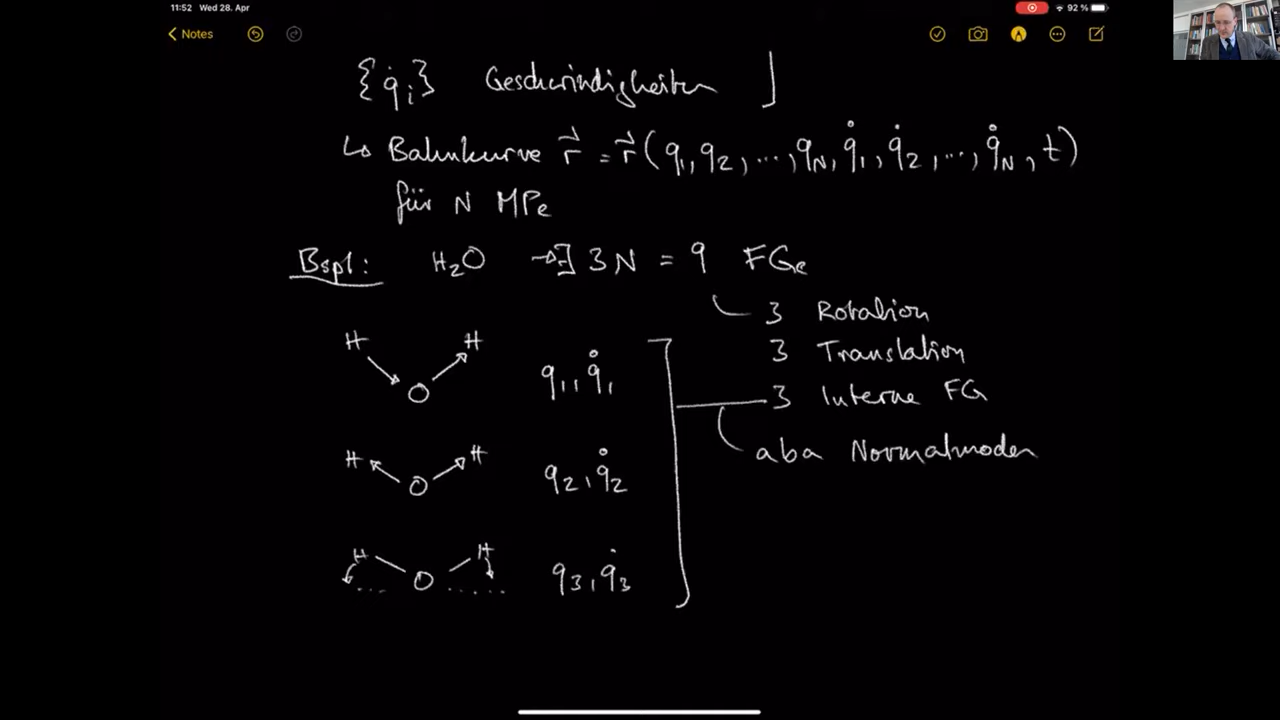 11:52 Wed 28. Apr 92 %
Notes
{q̇ᵢ} Geschwindigkeiten ]
↳ Bahnkurve r⃗ = r⃗ (q₁, q₂, ..., q_N, q̇₁, q̇₂, ..., q̇_N, t)
für N MPe
Bspl: H₂O → ∃ 3N = 9 FGe
3 Rotation
H H
3 Translation
O q₁, q̇₁
3 Interne FG
aba Normalmoden
H H
O q₂, q̇₂
H H
O q₃, q̇₃